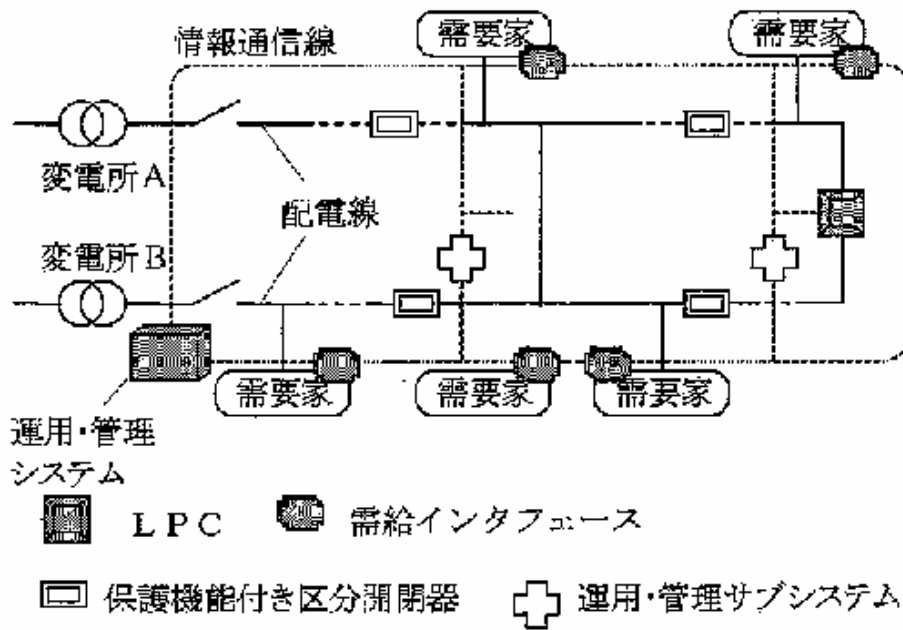 需要家
需要家
情報通信線
変電所A
配電線
変電所B
需要家
需要家
需要家
運用・管理
システム
LPC
需給インタフェース
保護機能付き区分開閉器
運用・管理サブシステム